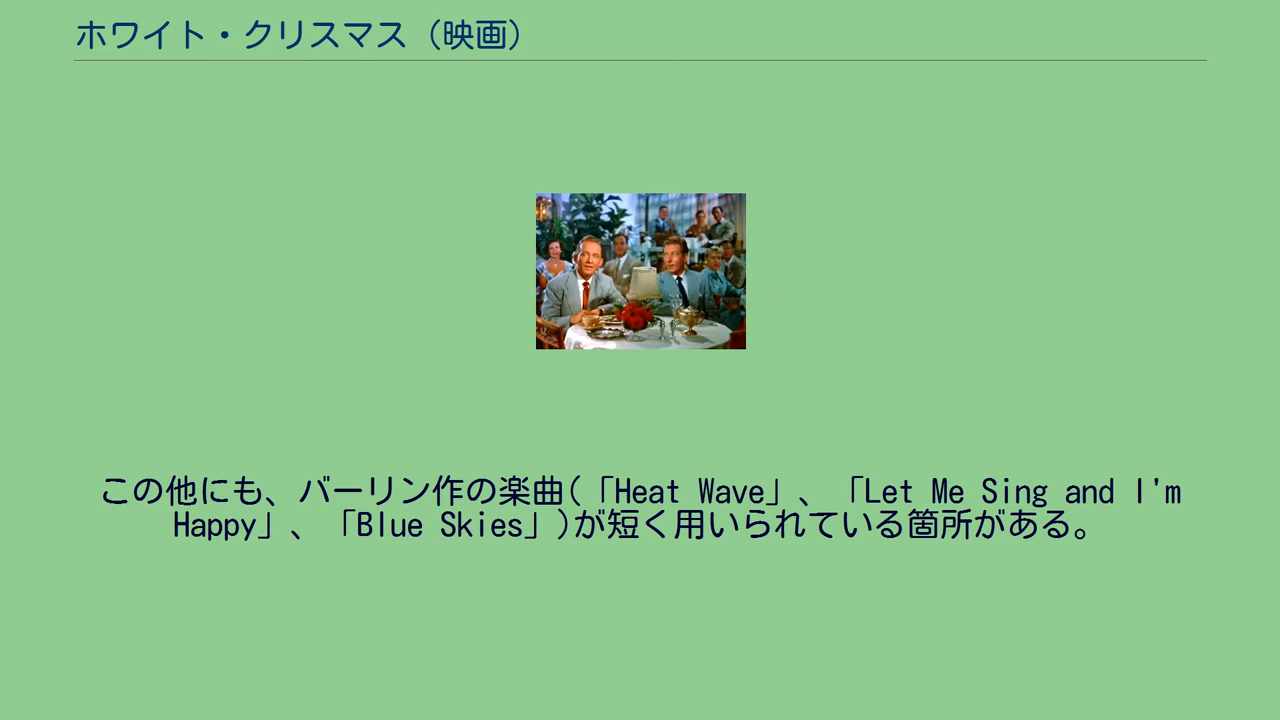 ホワイト・クリスマス（映画）
この他にも、バーリン作の楽曲(「Heat Wave」、「Let Me Sing and I'm
Happy」、「Blue Skies」)が短く用いられている箇所がある。